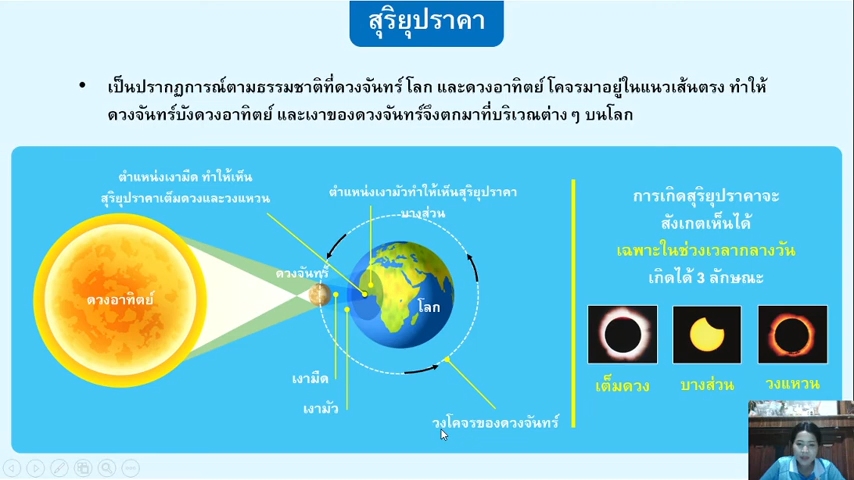 สุริยุปราคา
• เป็นปรากฏการณ์ตามธรรมชาติที่ดวงจันทร์ โลก และดวงอาทิตย์ โคจรมาอยู่ในแนวเส้นตรง ทำให้
ดวงจันทร์บังดวงอาทิตย์ และเงาของดวงจันทร์จึงตกมาที่บริเวณต่าง ๆ บนโลก
ตำแหน่งเงามืด ทำให้เห็น
สุริยุปราคาเต็มดวงและวงแหวน
ตำแหน่งเงามัวทำให้เห็นสุริยุปราคา
บางส่วน
ดวงจันทร์
ดวงอาทิตย์
โลก
เงามืด
เงามัว
วงโคจรของดวงจันทร์
การเกิดสุริยุปราคาจะ
สังเกตเห็นได้
เฉพาะในช่วงเวลากลางวัน
เกิดได้ 3 ลักษณะ
เต็มดวง
บางส่วน
วงแหวน